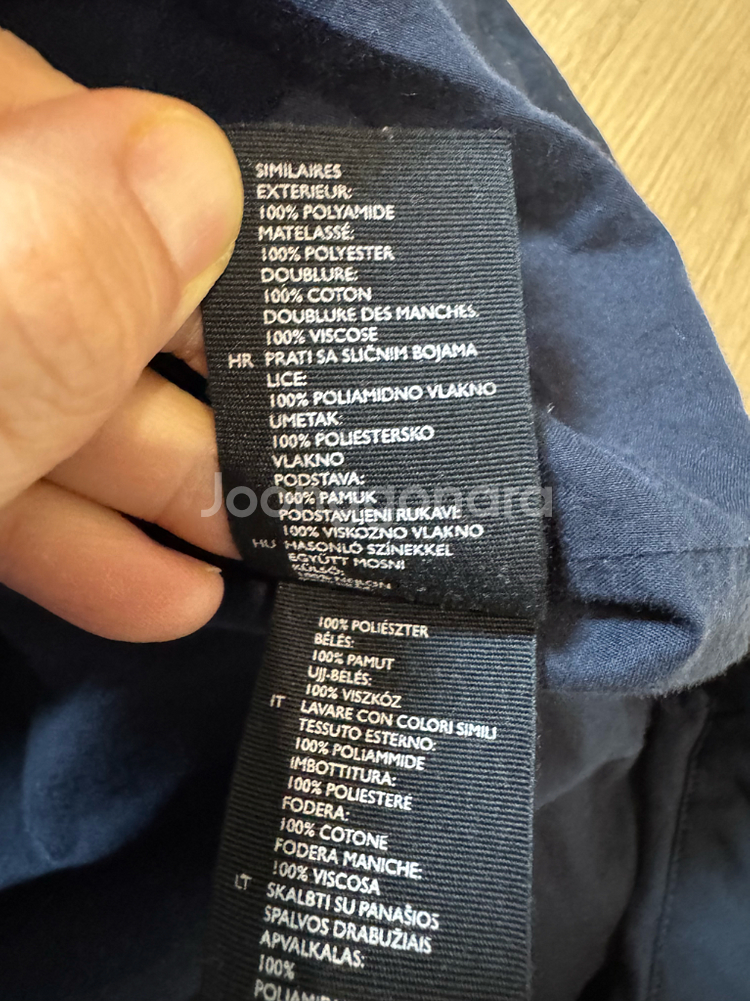 SIMILAIRES
EXTERIEUR:
100% POLYAMIDE
MATELASSÉ:
100% POLYESTER
DOUBLURE:
100% COTON
DOUBLURE DES MANCHES:
100% VISCOSE
HR PRATI SA SLIČNIM BOJAMA
LICE:
100% POLIAMIDNO VLAKNO
UMETAK:
100% POLIESTERSKO
VLAKNO
PODSTAVA:
100% PAMUK
PODSTAVLJENI RUKAVI:
100% VISKOZNO VLAKNO
HU HASONLÓ SZÍNEKKEL
EGYÜTT MOSNI
KÜLSŐ:
100% NEJLON
100% POLIÉSZTER
BÉLÉS:
100% PAMUT
UJJ-BÉLÉS:
100% VISZKÓZ
IT LAVARE CON COLORI SIMILI
TESSUTO ESTERNO:
100% POLIAMMIDE
IMBOTTITURA:
100% POLIESTERE
FODERA:
100% COTONE
FODERA MANICHE:
100% VISCOSA
LT SKALBTI SU PANAŠIOS
SPALVOS DRABUŽIAIS
APVALKALAS:
100%